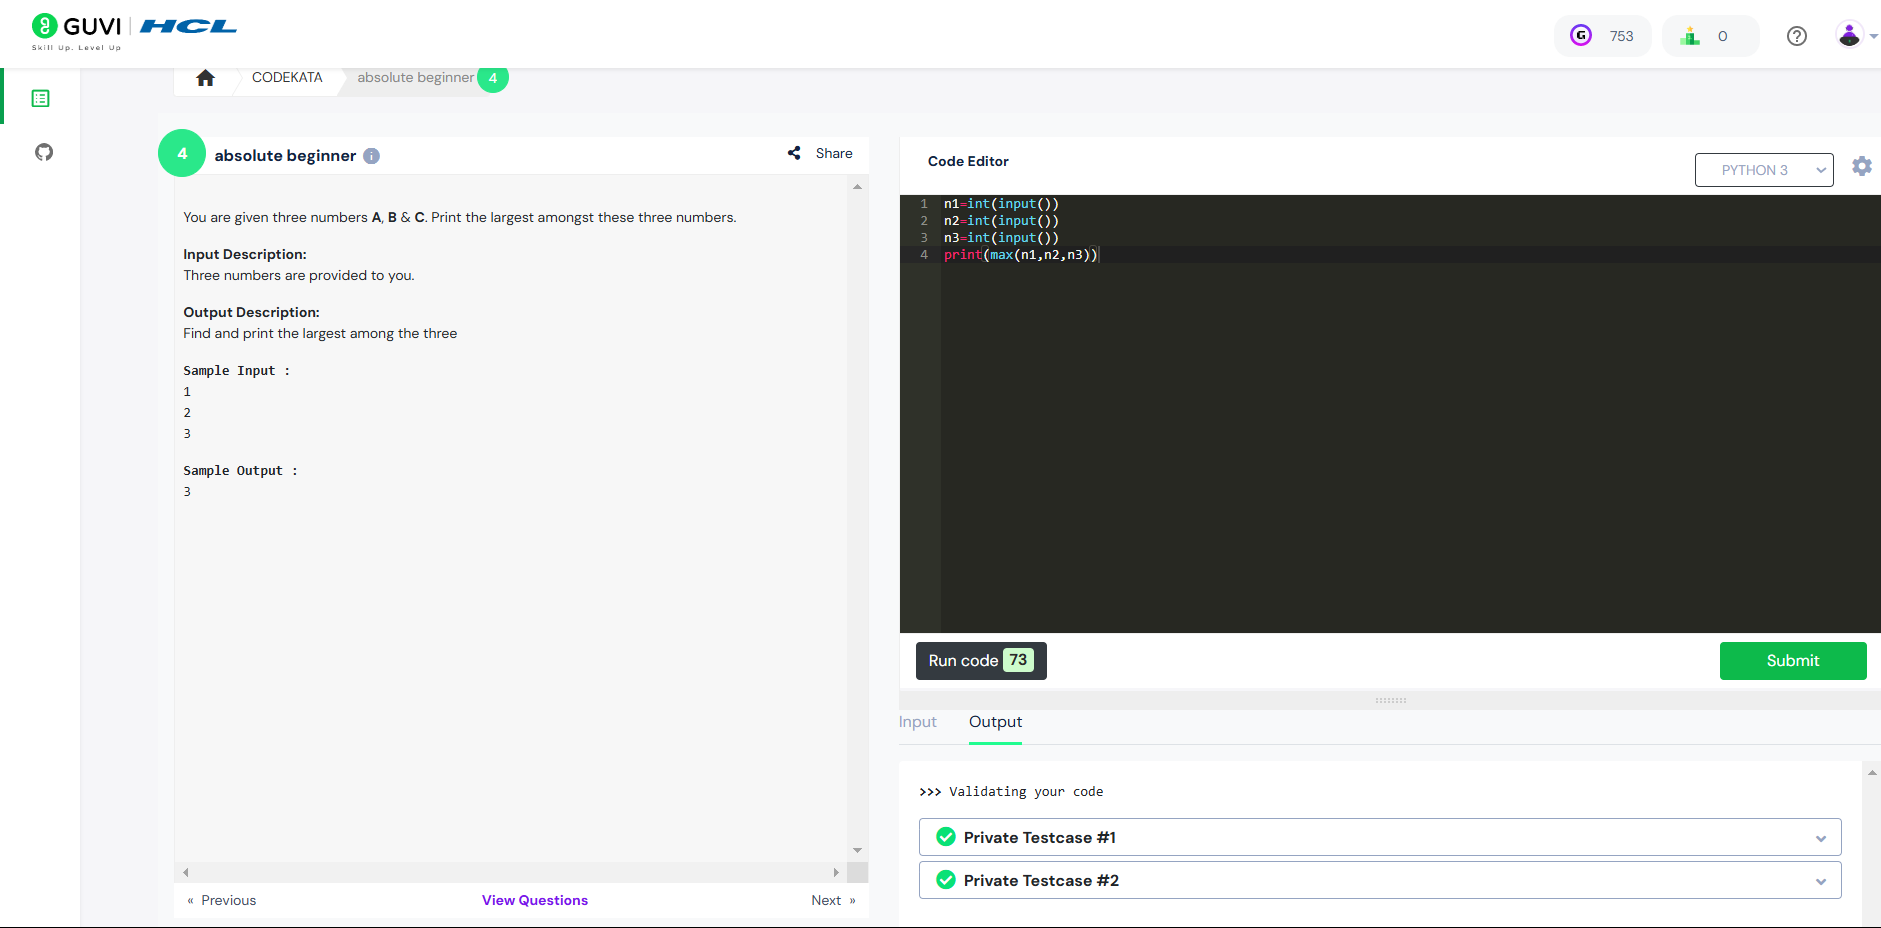 GUVI | HCL
Skill Up. Level Up
753
0
CODEKATA
absolute beginner
4
4
absolute beginner
Share
You are given three numbers A, B & C. Print the largest amongst these three numbers.
Input Description:
Three numbers are provided to you.
Output Description:
Find and print the largest among the three
Sample Input :
1
2
3
Sample Output :
3
« Previous
View Questions
Next »
Code Editor
PYTHON 3
1 n1=int(input())
2 n2=int(input())
3 n3=int(input())
4 print(max(n1,n2,n3))
Run code 73
Submit
Input
Output
>>> Validating your code
Private Testcase #1
Private Testcase #2